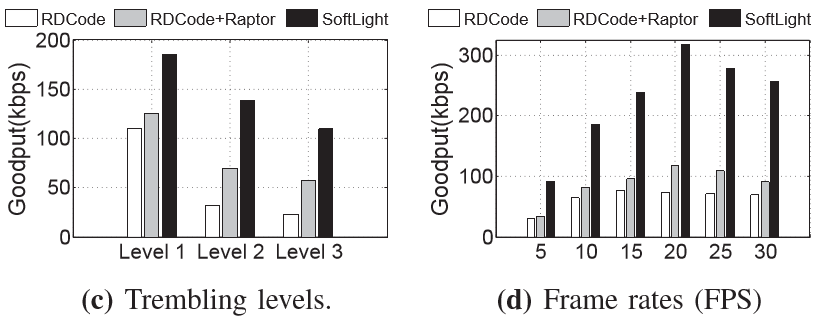 RDCode RDCode+Raptor SoftLight
200
150
100
50
0
Goodput(kbps)
Level 1 Level 2 Level 3
(c) Trembling levels.
RDCode RDCode+Raptor SoftLight
300
200
100
0
Goodput(kbps)
5 10 15 20 25 30
(d) Frame rates (FPS)